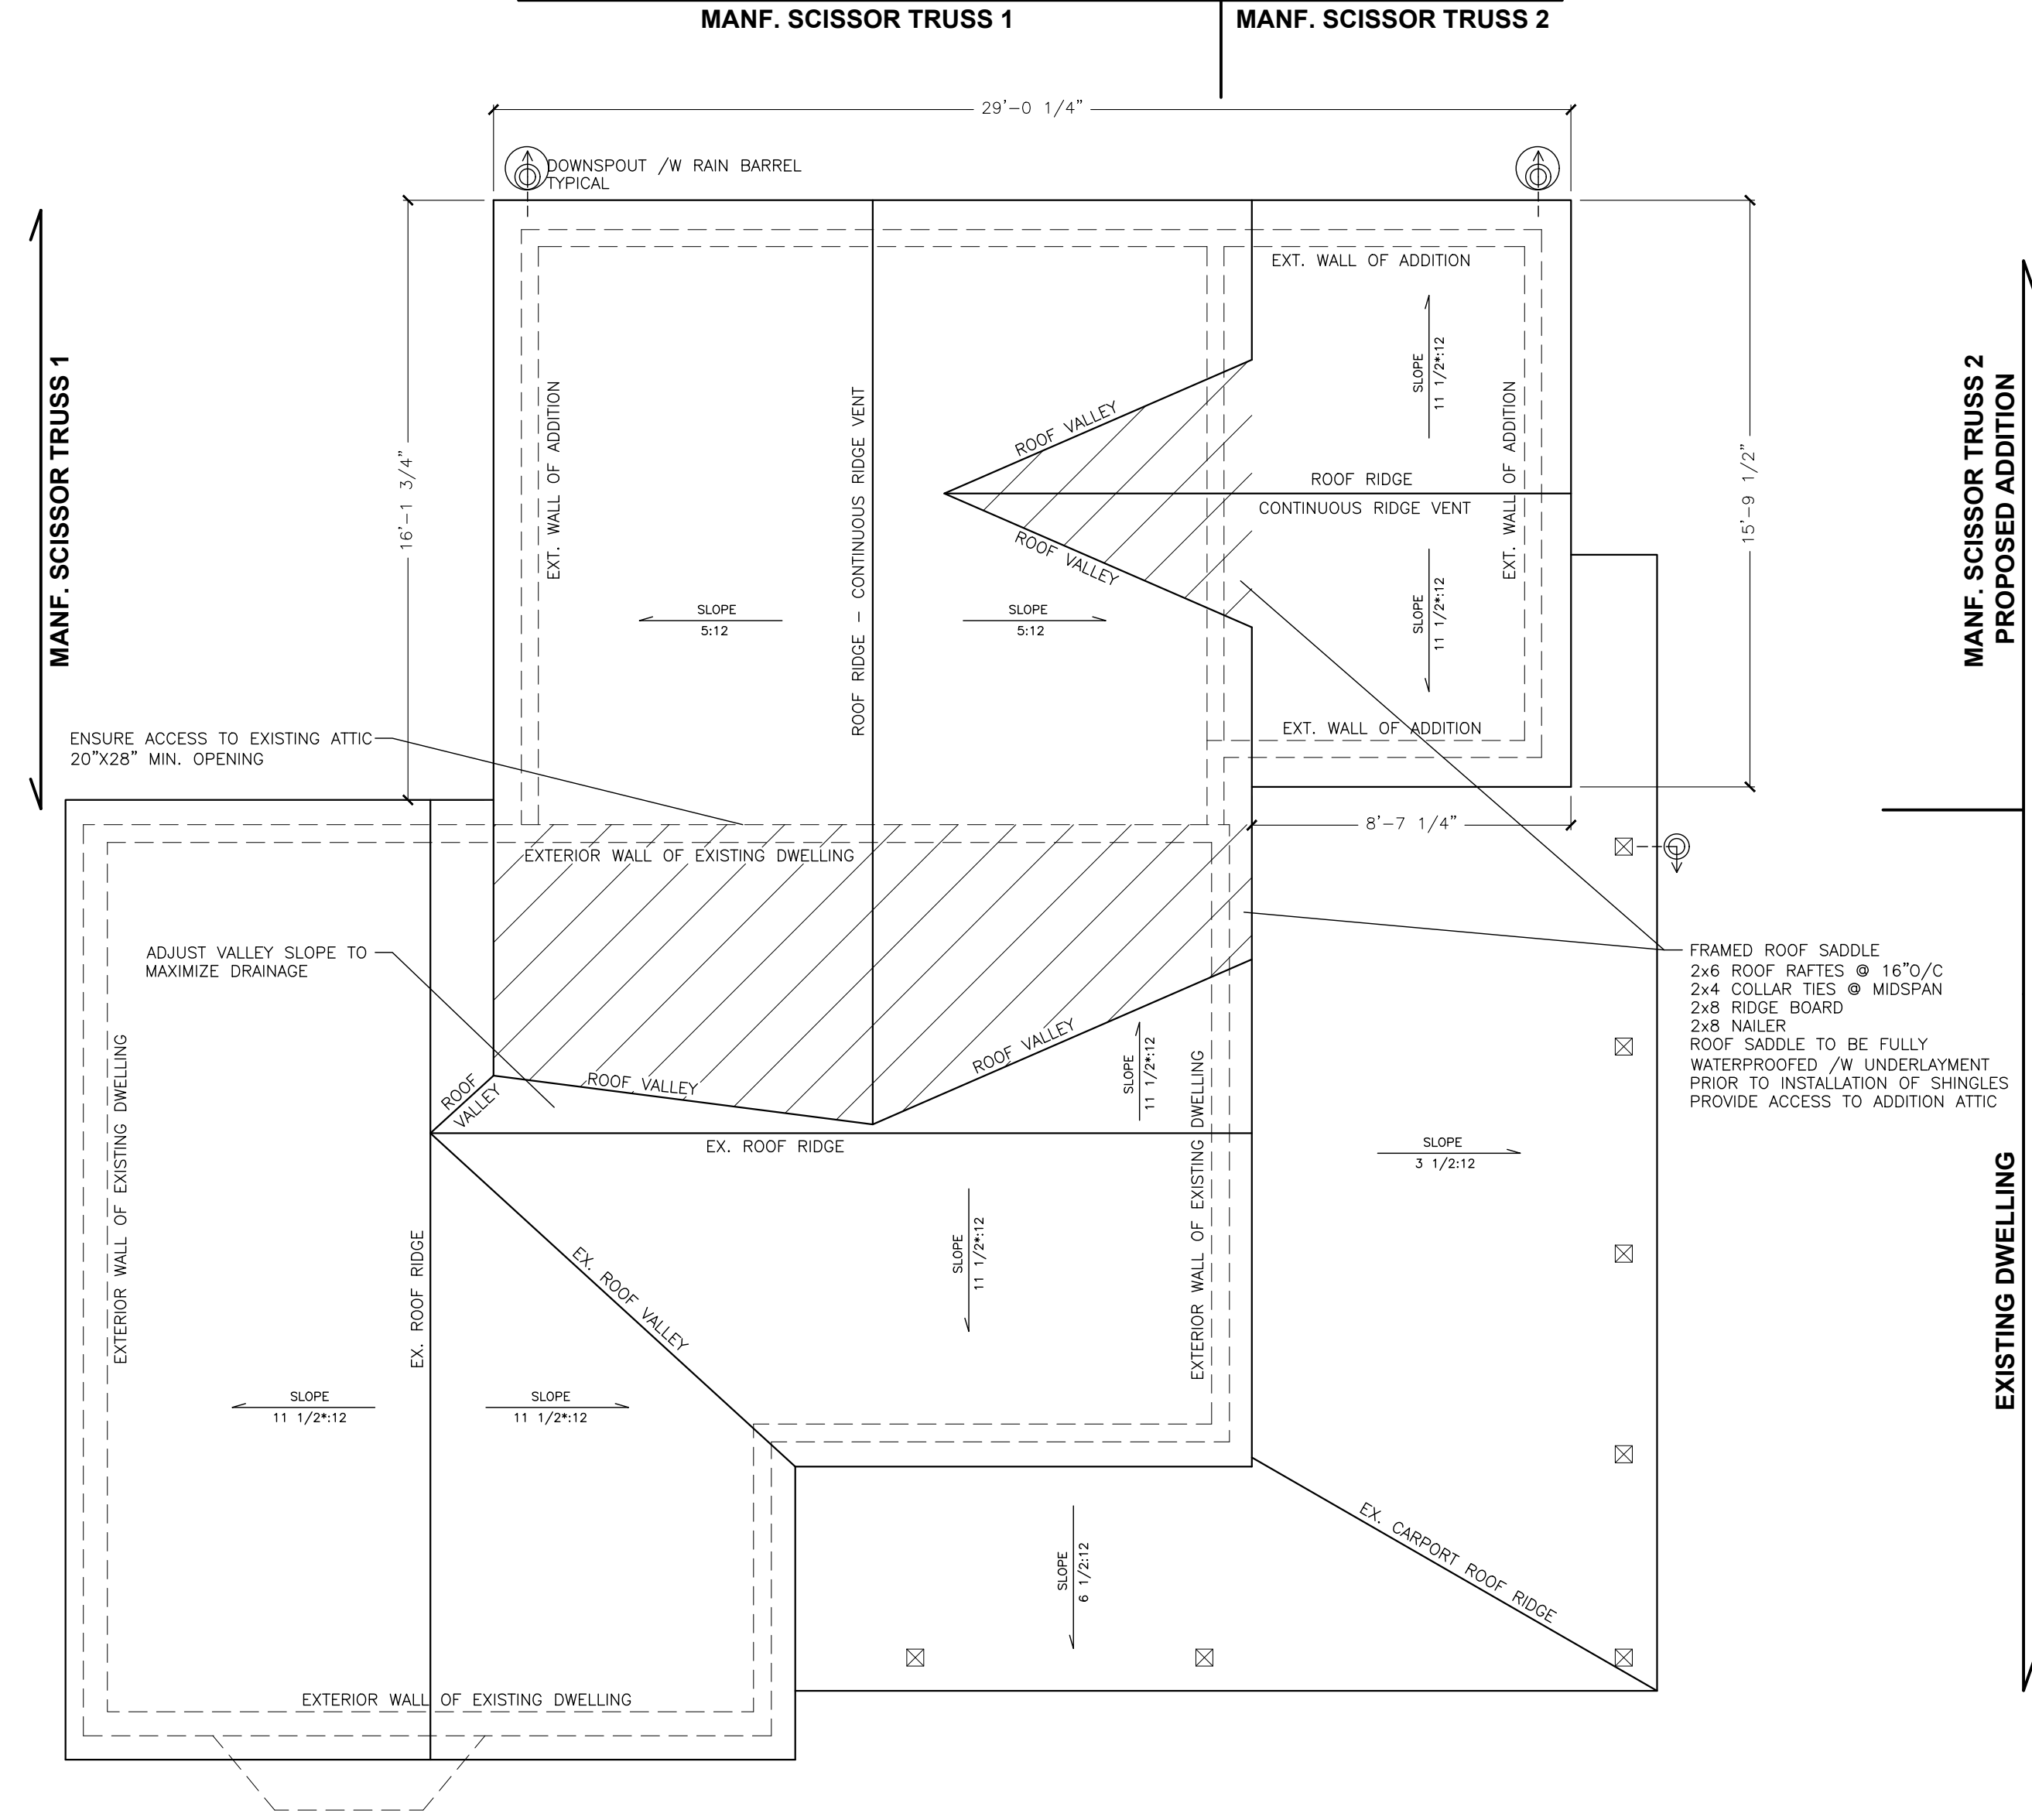 MANF. SCISSOR TRUSS 1
MANF. SCISSOR TRUSS 2
29'-0 1/4"
DOWNSPOUT /W RAIN BARREL
TYPICAL
EXT. WALL OF ADDITION
MANF. SCISSOR TRUSS 1
16'-1 3/4"
EXT. WALL OF ADDITION
ROOF RIDGE - CONTINUOUS RIDGE VENT
ROOF VALLEY
ROOF VALLEY
SLOPE
11 1/2*:12
ROOF RIDGE
CONTINUOUS RIDGE VENT
EXT. WALL OF ADDITION
SLOPE
11 1/2*:12
15'-9 1/2"
MANF. SCISSOR TRUSS 2
PROPOSED ADDITION
SLOPE
5:12
SLOPE
5:12
EXT. WALL OF ADDITION
ENSURE ACCESS TO EXISTING ATTIC
20"X28" MIN. OPENING
8'-7 1/4"
EXTERIOR WALL OF EXISTING DWELLING
ADJUST VALLEY SLOPE TO
MAXIMIZE DRAINAGE
FRAMED ROOF SADDLE
2x6 ROOF RAFTES @ 16"O/C
2x4 COLLAR TIES @ MIDSPAN
2x8 RIDGE BOARD
2x8 NAILER
ROOF SADDLE TO BE FULLY
WATERPROOFED /W UNDERLAYMENT
PRIOR TO INSTALLATION OF SHINGLES
PROVIDE ACCESS TO ADDITION ATTIC
ROOF
VALLEY
ROOF VALLEY
ROOF VALLEY
SLOPE
11 1/2*:12
EX. ROOF RIDGE
SLOPE
3 1/2:12
EXTERIOR WALL OF EXISTING DWELLING
EX. ROOF RIDGE
EX. ROOF VALLEY
SLOPE
11 1/2*:12
EXTERIOR WALL OF EXISTING DWELLING
EXISTING DWELLING
SLOPE
11 1/2*:12
SLOPE
11 1/2*:12
SLOPE
6 1/2:12
EX. CARPORT ROOF RIDGE
EXTERIOR WALL OF EXISTING DWELLING